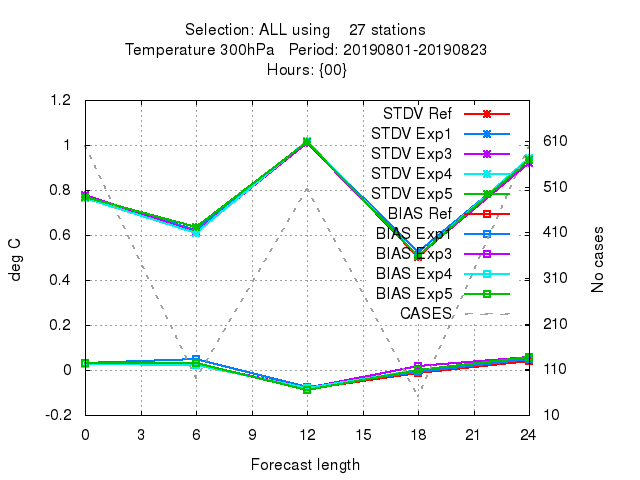 Selection: ALL using 27 stations
Temperature 300hPa Period: 20190801-20190823
Hours: {00}
1.2
1
0.8
0.6
0.4
0.2
0
-0.2
deg C
STDV Ref
STDV Exp1
STDV Exp3
STDV Exp4
STDV Exp5
BIAS Ref
BIAS Exp1
BIAS Exp3
BIAS Exp4
BIAS Exp5
CASES
610
510
410
310
210
110
10
No cases
0 3 6 9 12 15 18 21 24
Forecast length